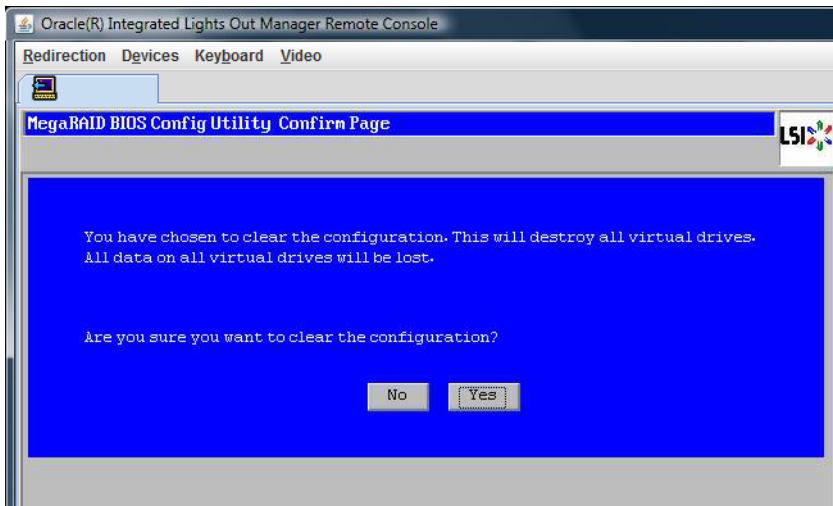 Oracle(R) Integrated Lights Out Manager Remote Console
Redirection Devices Keyboard Video
MegaRAID BIOS Config Utility Confirm Page
LSI
You have chosen to clear the configuration. This will destroy all virtual drives.
All data on all virtual drives will be lost.
Are you sure you want to clear the configuration?
No Yes